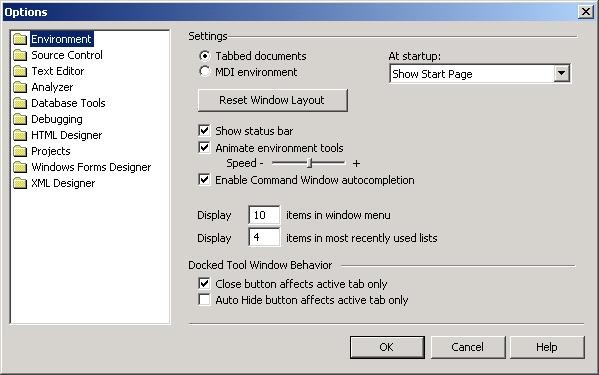 Options
Environment
Source Control
Text Editor
Analyzer
Database Tools
Debugging
HTML Designer
Projects
Windows Forms Designer
XML Designer
Settings
Tabbed documents
MDI environment
At startup:
Show Start Page
Reset Window Layout
Show status bar
Animate environment tools
Speed - +
Enable Command Window autocompletion
Display 10 items in window menu
Display 4 items in most recently used lists
Docked Tool Window Behavior
Close button affects active tab only
Auto Hide button affects active tab only
OK Cancel Help